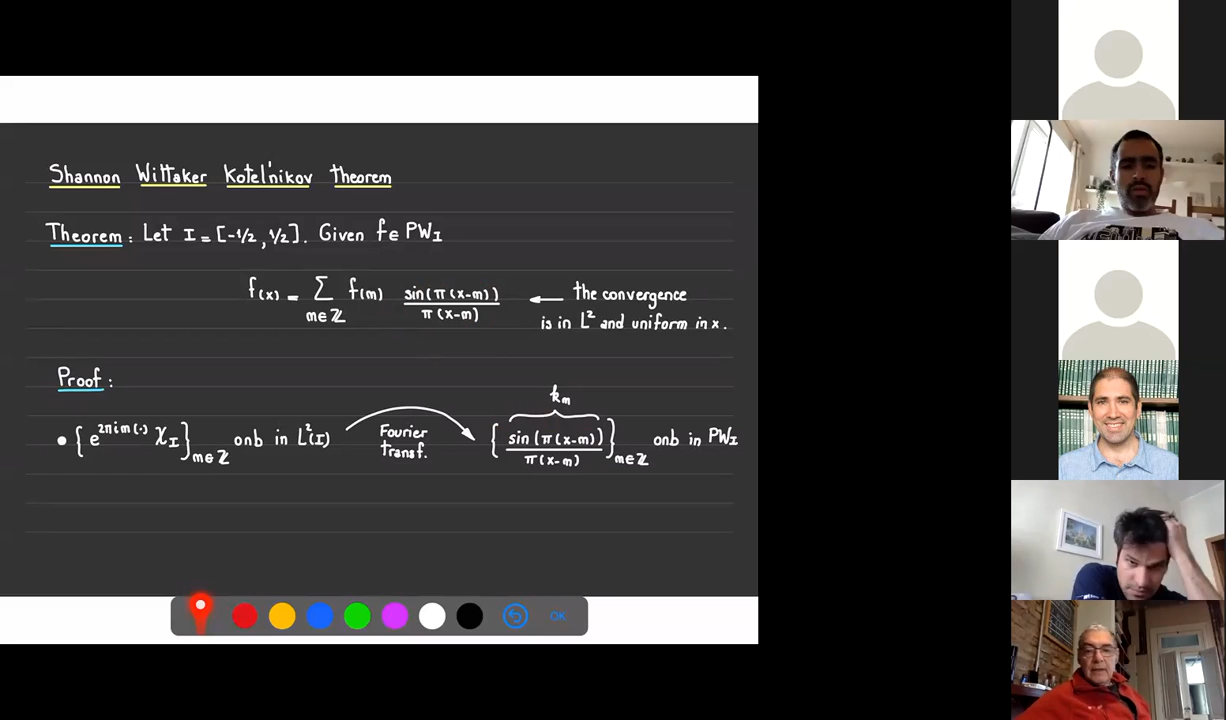 Shannon Wittaker Kotel'nikov theorem
Theorem: Let I = [-1/2, 1/2]. Given f ∈ PW_I
f(x) = ∑_{m∈ℤ} f(m) sin(π(x-m)) / π(x-m) ← the convergence
is in L² and uniform in x.
Proof:
k_m
• { e^{2πim(·)} χ_I }_{m∈ℤ} onb in L²(I) Fourier transf. { sin(π(x-m)) / π(x-m) }_{m∈ℤ} onb in PW_I
OK